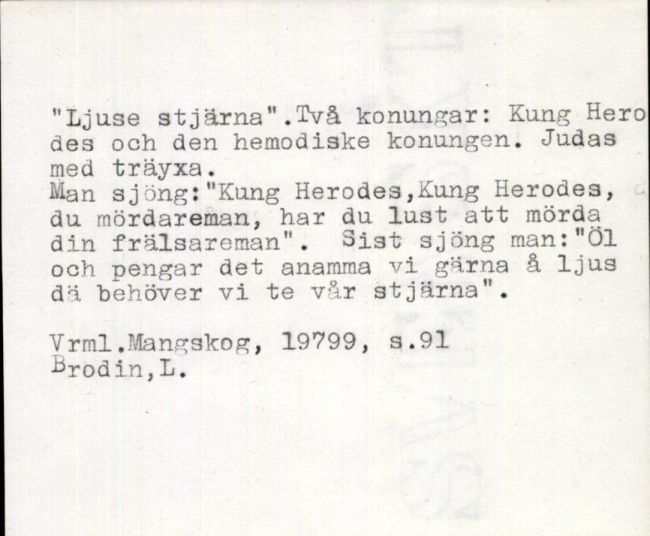 "Ljuse stjärna".Två konungar: Kung Hero
des och den hemodiske konungen. Judas
med träyxa.
Man sjöng:"Kung Herodes,Kung Herodes,
du mördareman, har du lust att mörda
din frälsareman".  Sist sjöng man:"Öl
och pengar det anamma vi gärna å ljus
dä behöver vi te vår stjärna".
Vrml.Mangskog, 19799, s.91
Brodin,L.